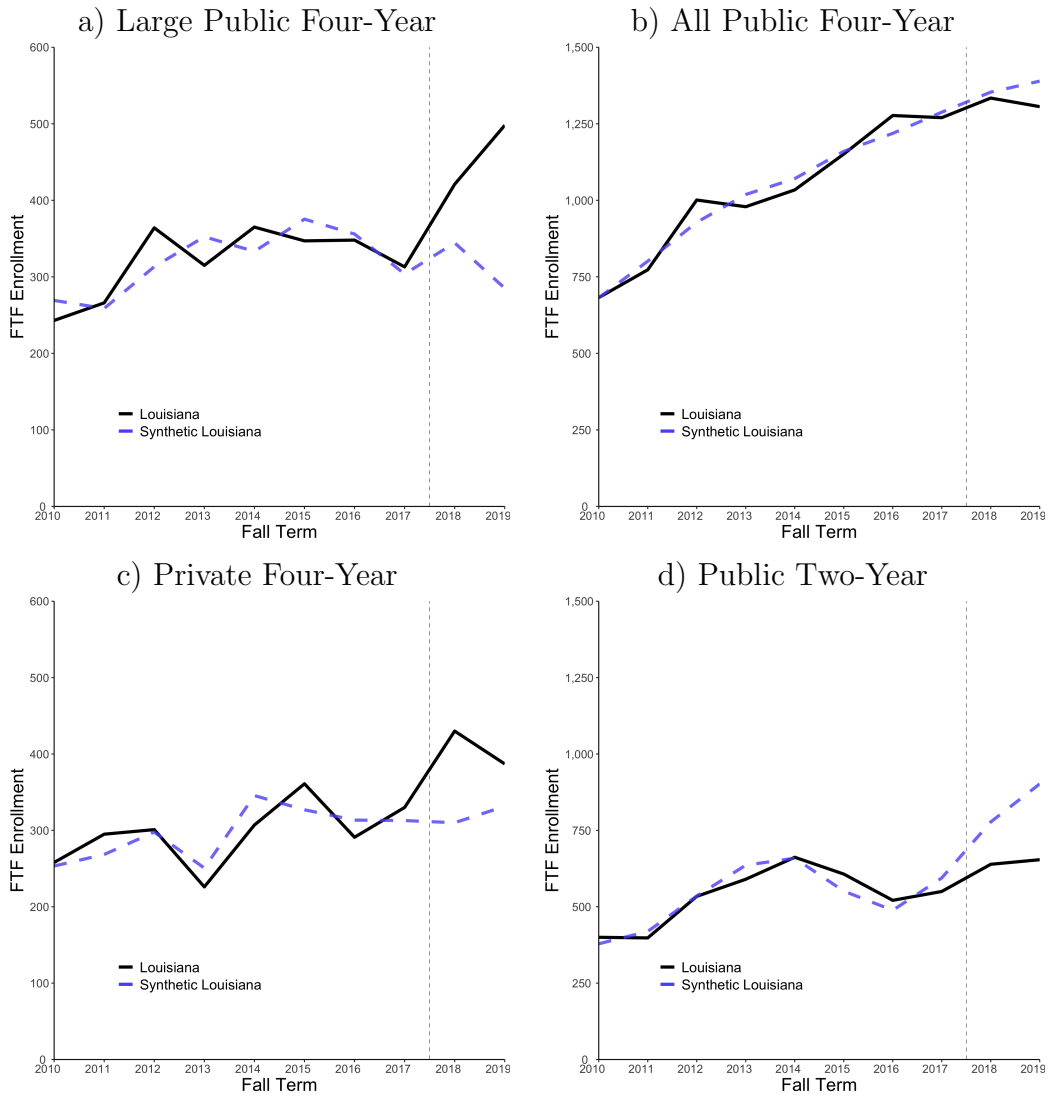 a) Large Public Four-Year
600
500
400
300
200
100
0
FTF Enrollment
Louisiana
Synthetic Louisiana
2010 2011 2012 2013 2014 2015 2016 2017 2018 2019
Fall Term
b) All Public Four-Year
1,500
1,250
1,000
750
500
250
0
FTF Enrollment
Louisiana
Synthetic Louisiana
2010 2011 2012 2013 2014 2015 2016 2017 2018 2019
Fall Term
c) Private Four-Year
600
500
400
300
200
100
0
FTF Enrollment
Louisiana
Synthetic Louisiana
2010 2011 2012 2013 2014 2015 2016 2017 2018 2019
Fall Term
d) Public Two-Year
1,500
1,250
1,000
750
500
250
0
FTF Enrollment
Louisiana
Synthetic Louisiana
2010 2011 2012 2013 2014 2015 2016 2017 2018 2019
Fall Term